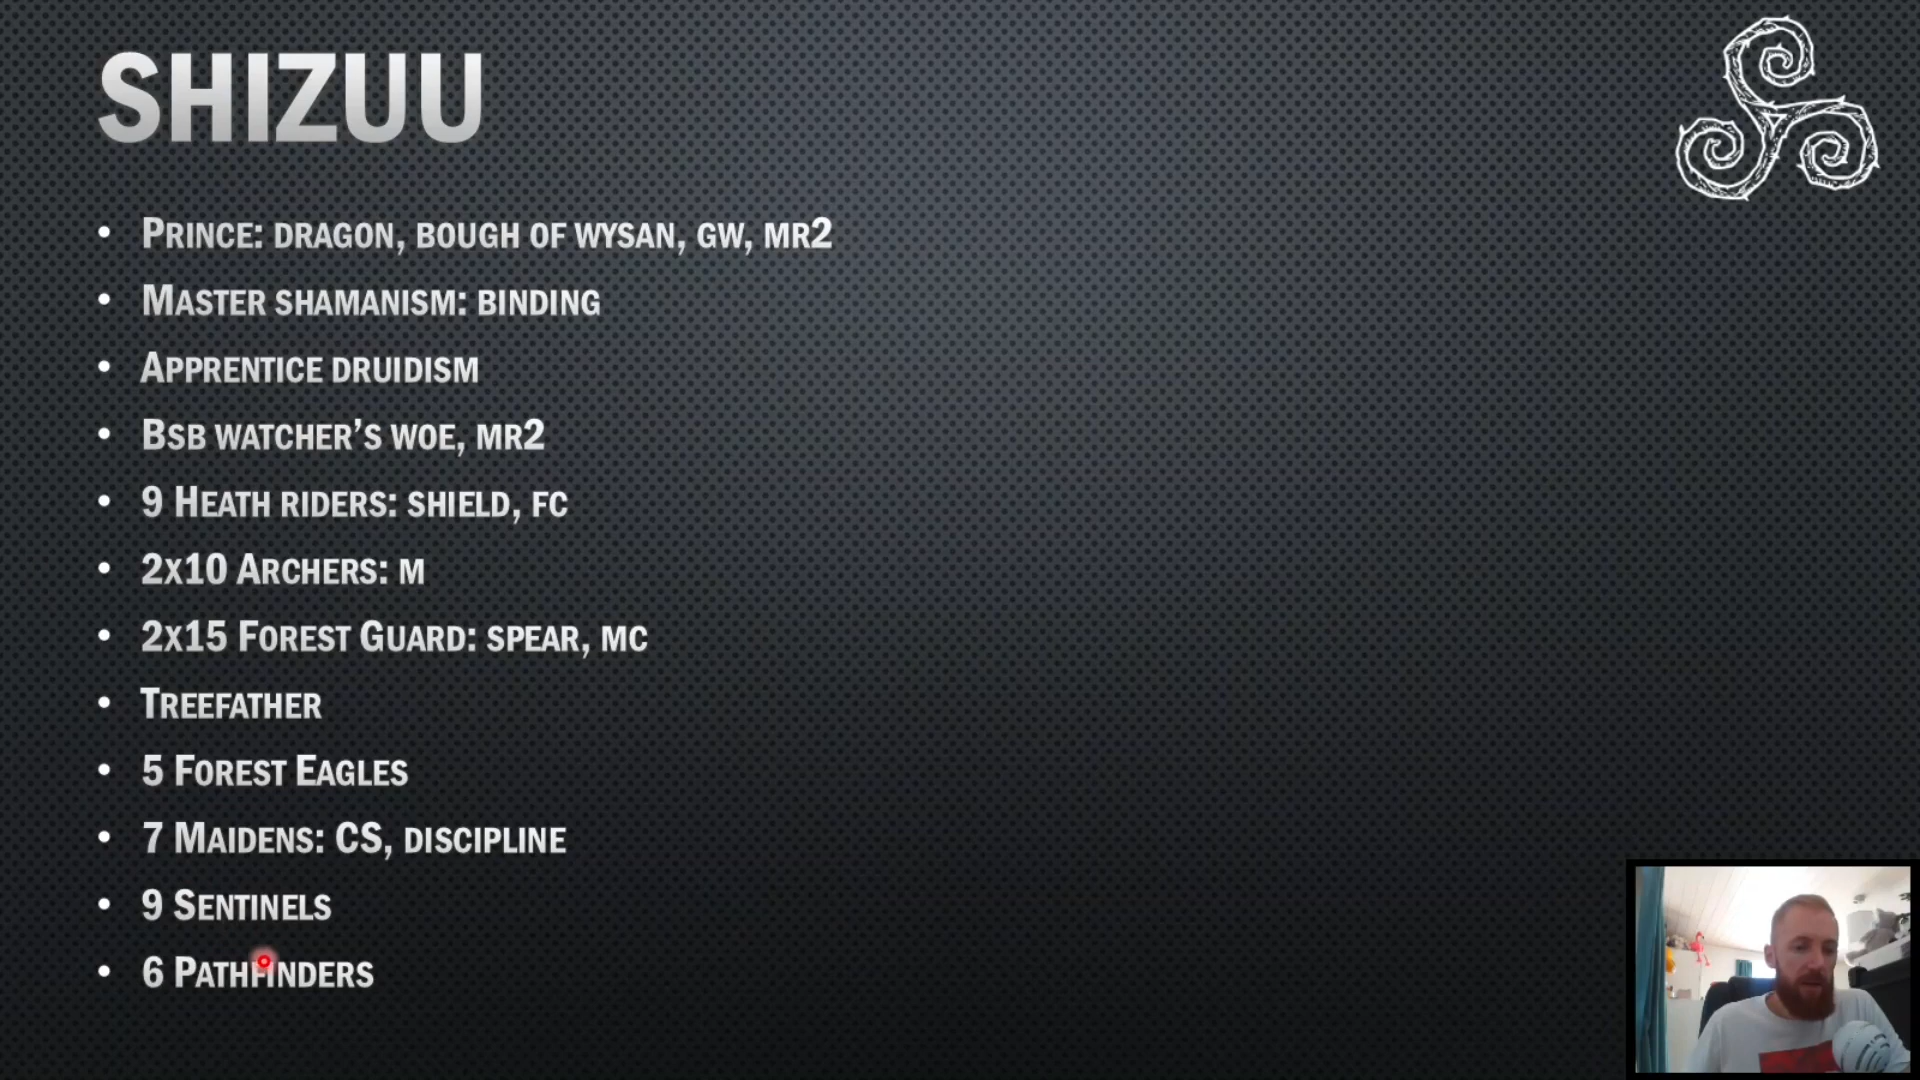 SHIZUU
• PRINCE: DRAGON, BOUGH OF WYSAN, GW, MR2
• MASTER SHAMANISM: BINDING
• APPRENTICE DRUIDISM
• BSB WATCHER'S WOE, MR2
• 9 HEATH RIDERS: SHIELD, FC
• 2X10 ARCHERS: M
• 2X15 FOREST GUARD: SPEAR, MC
• TREEFATHER
• 5 FOREST EAGLES
• 7 MAIDENS: CS, DISCIPLINE
• 9 SENTINELS
• 6 PATHFINDERS